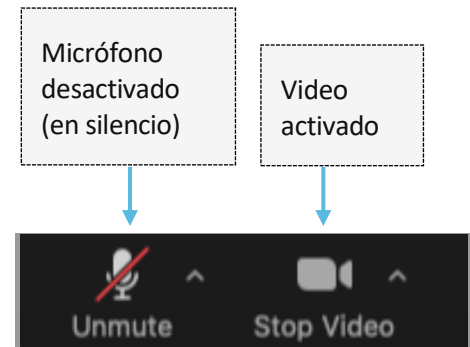 Micrófono
desactivado
(en silencio)
Video
activado
Unmute
Stop Video